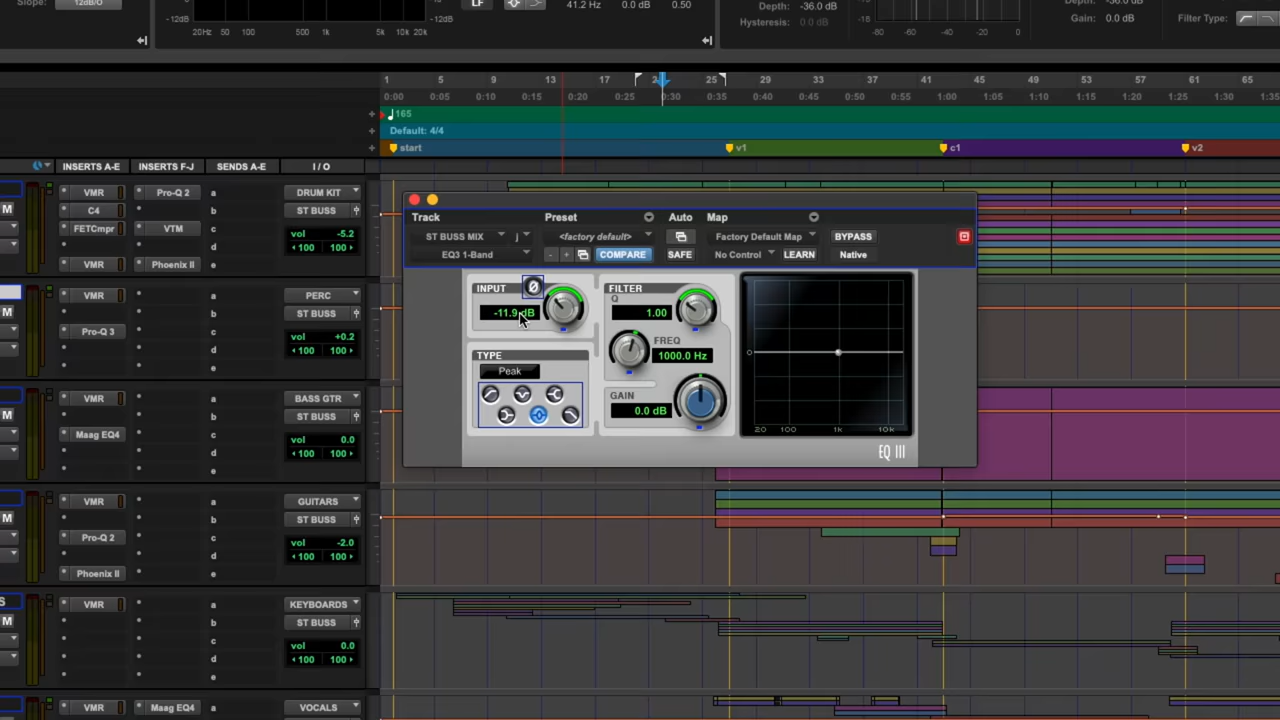 Slope: 12dB/O
-12dB -12dB
20Hz 50 100 500 1k 5k 10k 20k
LF 41.2 Hz 0.0 dB 0.50
Depth: -36.0 dB
Hysteresis: 0.0 dB
-18 -18
-80 -60 -40 -20 0
Depth: -36.0 dB
Gain: 0.0 dB
Filter Type:
1 5 9 13 17 25 29 33 37 41 45 49 53 57 61 65
0:00 0:05 0:10 0:15 0:20 0:25 0:30 0:35 0:40 0:45 0:50 0:55 1:00 1:05 1:10 1:15 1:20 1:25 1:30 1:35
165
Default: 4/4
start v1 c1 v2
INSERTS A-E INSERTS F-J SENDS A-E I / O
VMR Pro-Q 2 a DRUM KIT
M C4 b ST BUSS
FETCmpr VTM c vol -5.2
d 100 100
VMR Phoenix II e
VMR a PERC
M b ST BUSS
Pro-Q 3 c vol +0.2
d 100 100
e
VMR a BASS GTR
M b ST BUSS
Maag EQ4 c vol 0.0
d 100 100
e
VMR a GUITARS
M b ST BUSS
Pro-Q 2 c vol -2.0
d 100 100
Phoenix II e
S VMR a KEYBOARDS
M b ST BUSS
c vol 0.0
d 100 100
e
VMR Maag EQ4 a VOCALS
M
Track Preset Auto Map
ST BUSS MIX j <factory default> Factory Default Map BYPASS
EQ3 1-Band - + COMPARE SAFE No Control LEARN Native
INPUT Ø
-11.9 dB
TYPE
Peak
FILTER
Q
1.00
FREQ
1000.0 Hz
GAIN
0.0 dB
0
20 100 1k 10k
EQ III